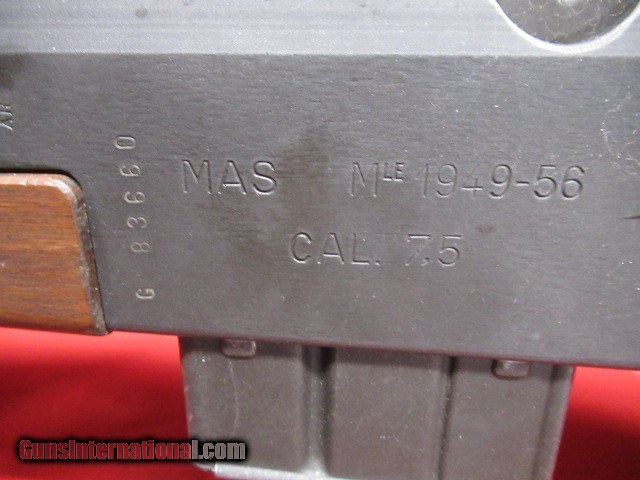 MAS MLE 1949-56
CAL. 7,5
G 83660
GunsInternational.com